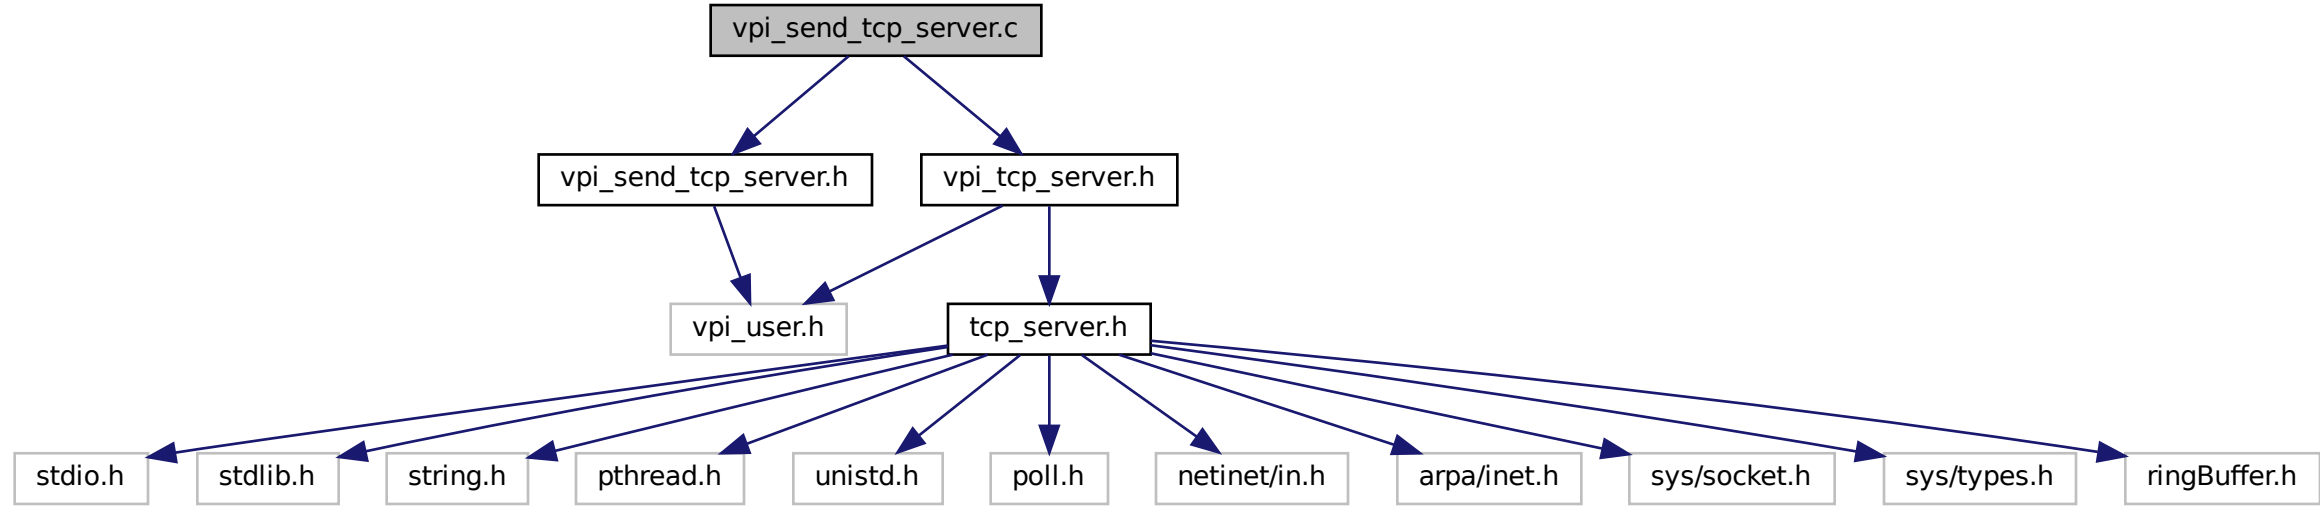 vpi_send_tcp_server.c
vpi_send_tcp_server.h
vpi_tcp_server.h
vpi_user.h
tcp_server.h
stdio.h
stdlib.h
string.h
pthread.h
unistd.h
poll.h
netinet/in.h
arpa/inet.h
sys/socket.h
sys/types.h
ringBuffer.h